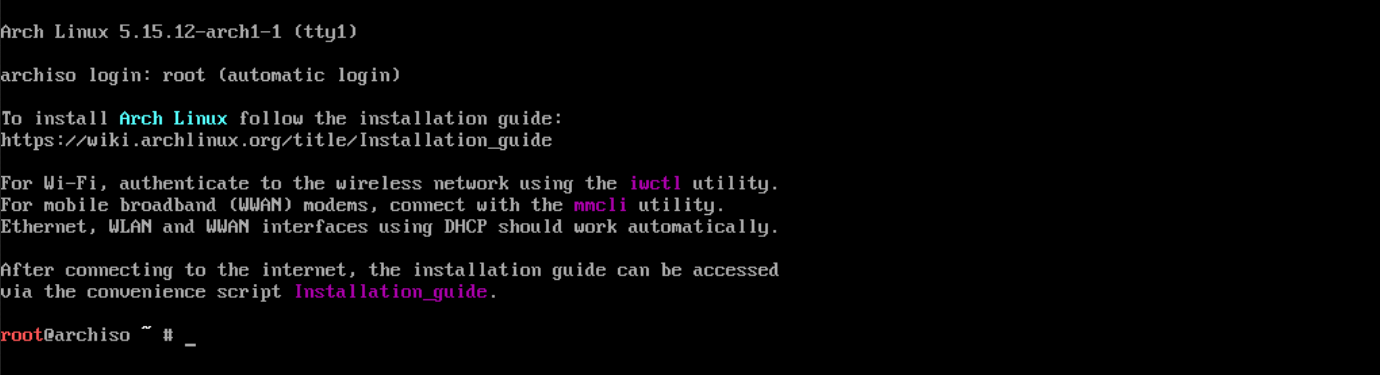 Arch Linux 5.15.12-arch1-1 (tty1)
archiso login: root (automatic login)
To install Arch Linux follow the installation guide:
https://wiki.archlinux.org/title/Installation_guide
For Wi-Fi, authenticate to the wireless network using the iwctl utility.
For mobile broadband (WWAN) modems, connect with the mmcli utility.
Ethernet, WLAN and WWAN interfaces using DHCP should work automatically.
After connecting to the internet, the installation guide can be accessed
via the convenience script Installation_guide.
root@archiso ~ # _